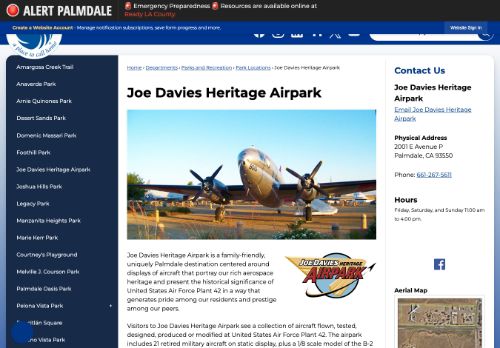 ALERT PALMDALE
🚨 Emergency Preparedness 🚨 Resources are available online at
Ready LA County.
Create a Website Account - Manage notification subscriptions, save form progress and more.
Website Sign In
a place to call home
Amargosa Creek Trail
Anaverde Park
Arnie Quinones Park
Desert Sands Park
Domenic Massari Park
Foothill Park
Joe Davies Heritage Airpark
Joshua Hills Park
Legacy Park
Manzanita Heights Park
Marie Kerr Park
Courtney's Playground
Melville J. Courson Park
Palmdale Oasis Park
Pelona Vista Park +
Square
Vista Park
Home › Departments › Parks and Recreation › Park Locations › Joe Davies Heritage Airpark
Joe Davies Heritage Airpark
Joe Davies Heritage Airpark is a family-friendly,
uniquely Palmdale destination centered around
displays of aircraft that portray our rich aerospace
heritage and present the historical significance of
United States Air Force Plant 42 in a way that
generates pride among our residents and prestige
among our peers.
JOE DAVIES HERITAGE
AIRPARK
Visitors to Joe Davies Heritage Airpark see a collection of aircraft flown, tested,
designed, produced or modified at United States Air Force Plant 42. The airpark
includes 21 retired military aircraft on static display, plus a 1/8 scale model of the B-2
Contact Us
Joe Davies Heritage
Airpark
Email Joe Davies Heritage
Airpark
Physical Address
2001 E Avenue P
Palmdale, CA 93550
Phone: 661-267-5611
Hours
Friday, Saturday, and Sunday 11:00 am
to 4:00 pm.
Aerial Map